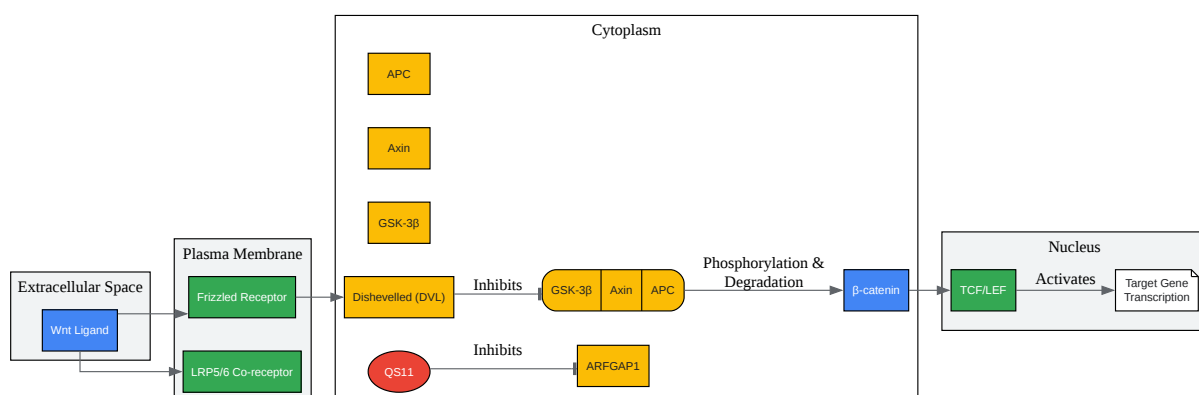 Extracellular Space
Wnt Ligand
Plasma Membrane
Frizzled Receptor
LRP5/6 Co-receptor
Cytoplasm
APC
Axin
GSK-3β
Dishevelled (DVL)
Inhibits
GSK-3β
Axin
APC
Phosphorylation &
Degradation
β-catenin
QS11
Inhibits
ARFGAP1
Nucleus
TCF/LEF
Activates
Target Gene
Transcription